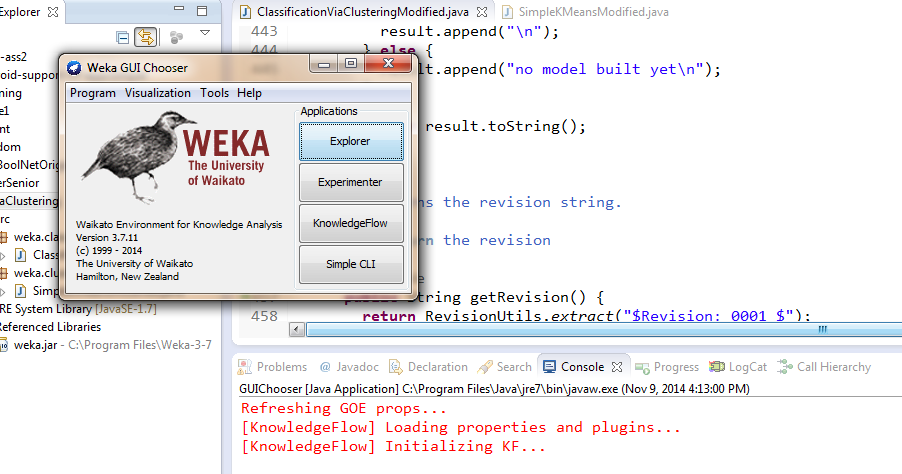 Explorer
-ass2
oid-suppor
ning
e1
nt
dom
BoolNetOrig
erSenior
aClustering
rc
weka.cla
Class
weka.clu
Simp
RE System Library [JavaSE-1.7]
Referenced Libraries
weka.jar - C:\Program Files\Weka-3-7
Weka GUI Chooser
Program Visualization Tools Help
WEKA
The University
of Waikato
Waikato Environment for Knowledge Analysis
Version 3.7.11
(c) 1999 - 2014
The University of Waikato
Hamilton, New Zealand
Applications
Explorer
Experimenter
KnowledgeFlow
Simple CLI
ClassificationViaClusteringModified.java
SimpleKMeansModified.java
443 result.append("\n");
444 } else {
lt.append("no model built yet\n");
result.toString();
ns the revision string.
rn the revision
e
public String getRevision() {
458 return RevisionUtils.extract("$Revision: 0001 $");
Problems @ Javadoc Declaration Search Console Progress LogCat Call Hierarchy
GUIChooser [Java Application] C:\Program Files\Java\jre7\bin\javaw.exe (Nov 9, 2014 4:13:00 PM)
Refreshing GOE props...
[KnowledgeFlow] Loading properties and plugins...
[KnowledgeFlow] Initializing KF...